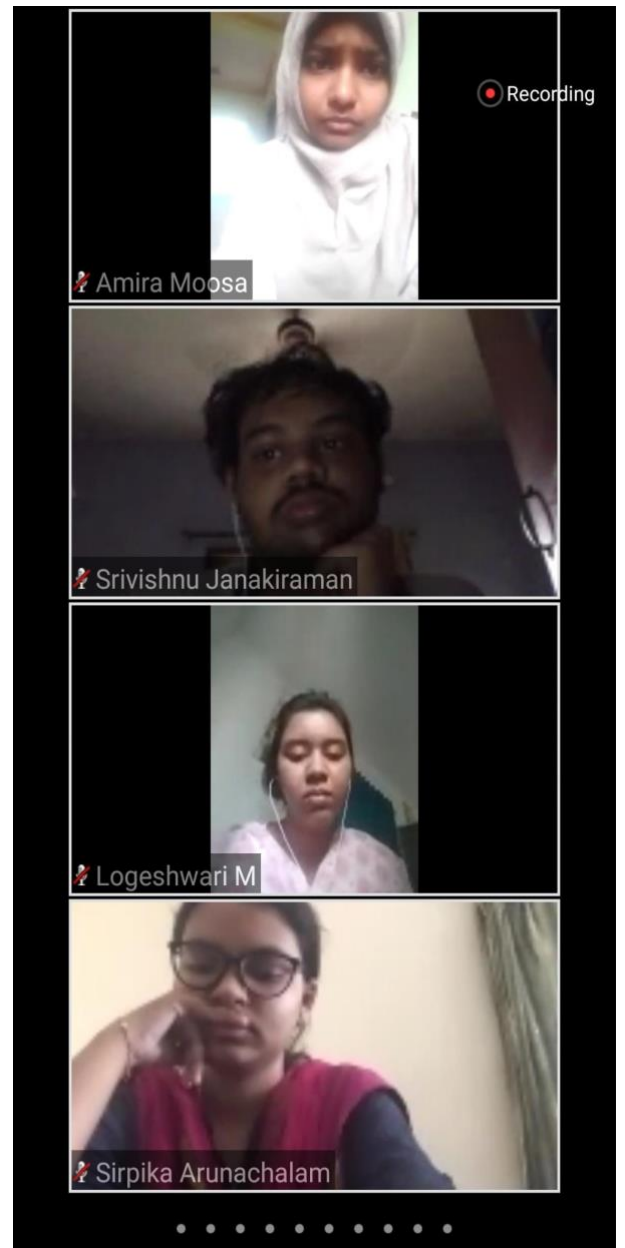 Recording
Amira Moosa
Srivishnu Janakiraman
Logeshwari M
Sirpika Arunachalam